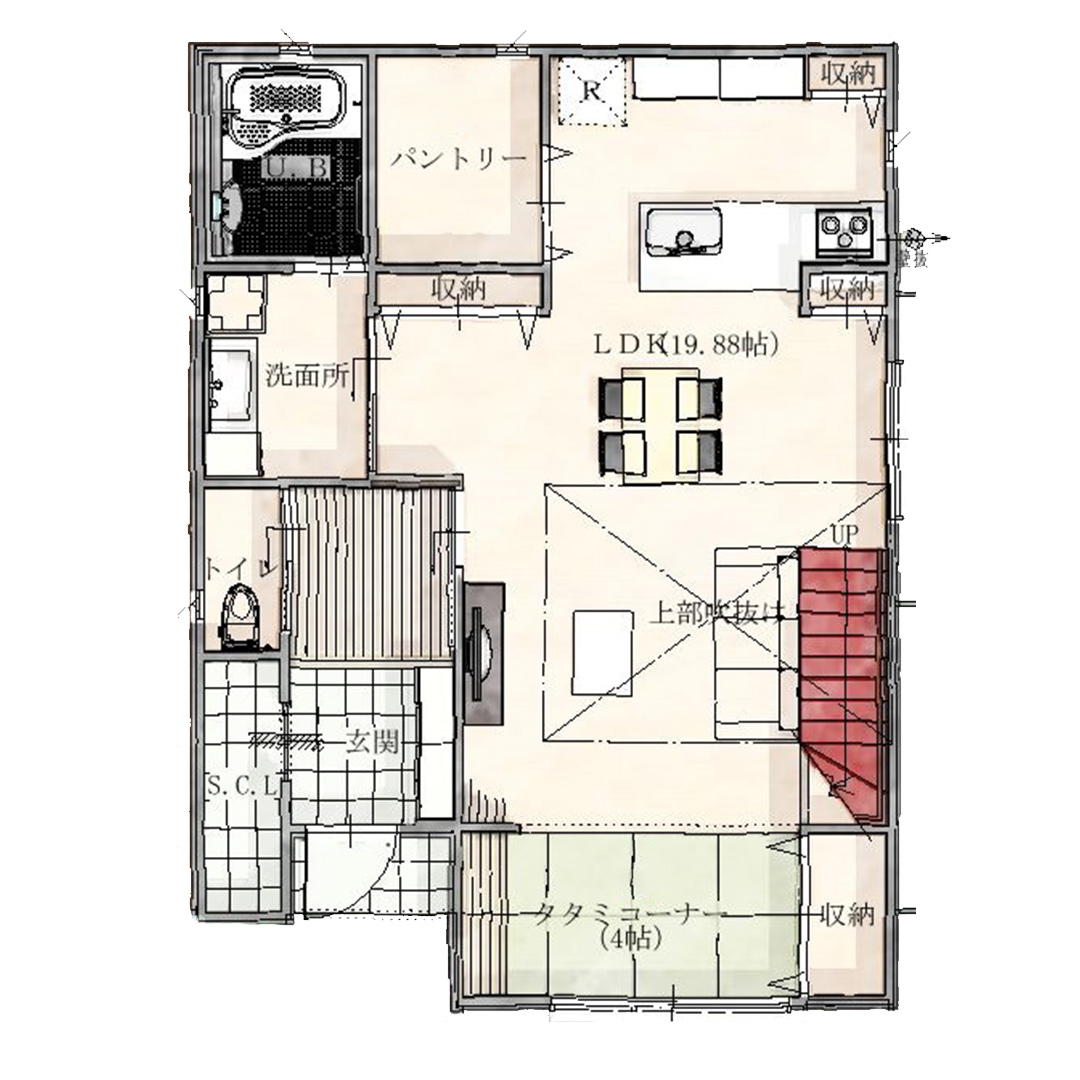 収納
R
パントリー
U.B
壁抜
収納
収納
LDK(19.88帖)
洗面所
UP
トイレ
上部吹抜け
玄関
S.C.L
タタミコーナー
(4帖)
収納